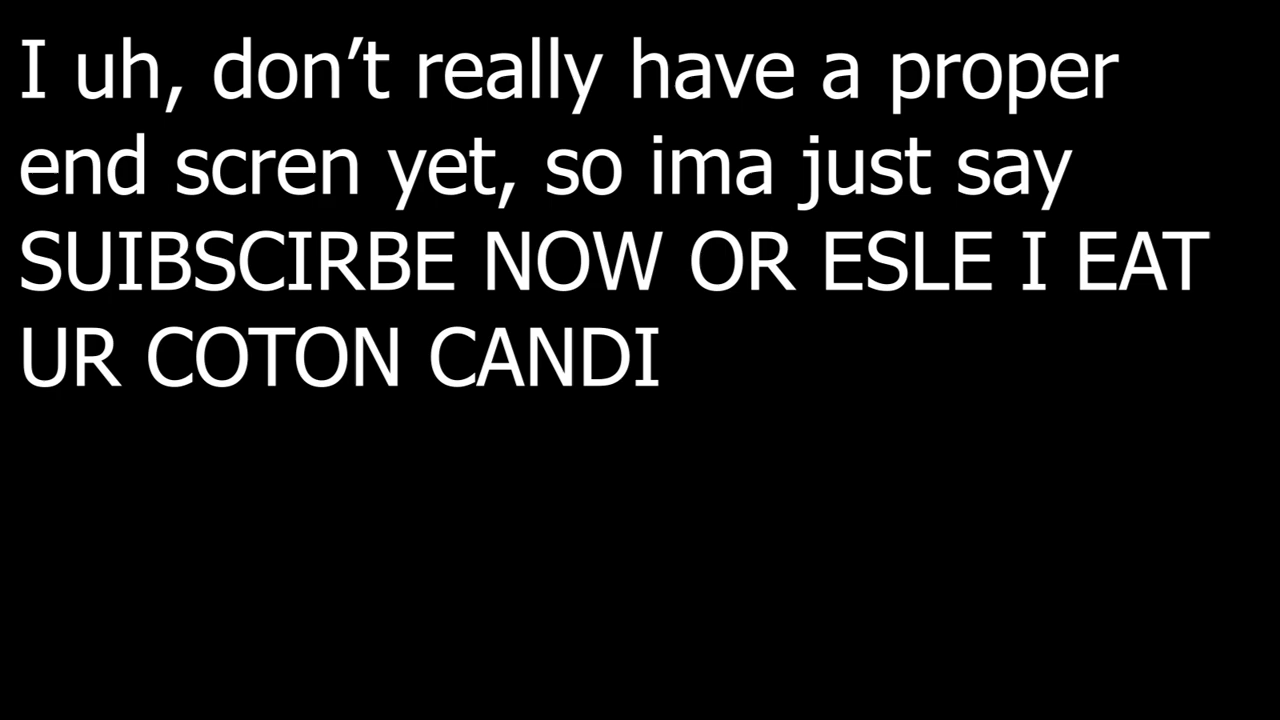 I uh, don’t really have a proper
end scren yet, so ima just say
SUIBSCIRBE NOW OR ESLE I EAT
UR COTON CANDI